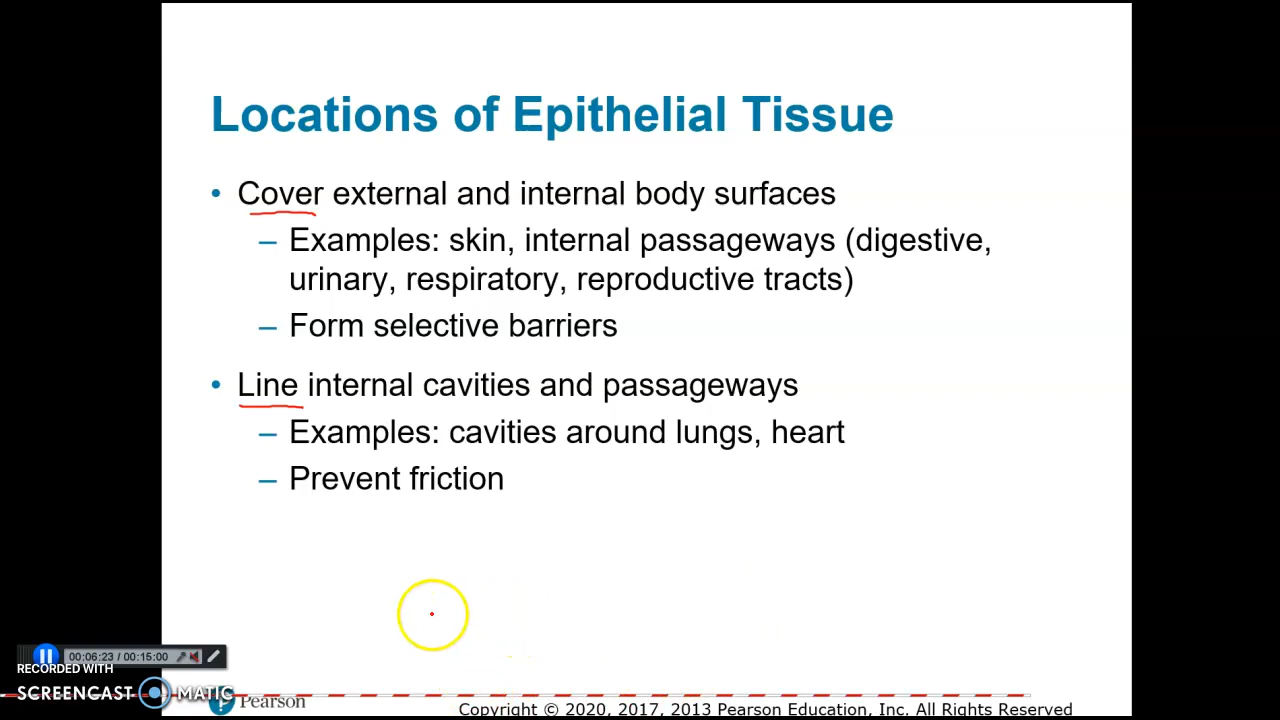 Locations of Epithelial Tissue
• Cover external and internal body surfaces
– Examples: skin, internal passageways (digestive,
urinary, respiratory, reproductive tracts)
– Form selective barriers
• Line internal cavities and passageways
– Examples: cavities around lungs, heart
– Prevent friction
00:06:23 / 00:15:00
RECORDED WITH
SCREENCAST MATIC
Pearson
Copyright © 2020, 2017, 2013 Pearson Education, Inc. All Rights Reserved